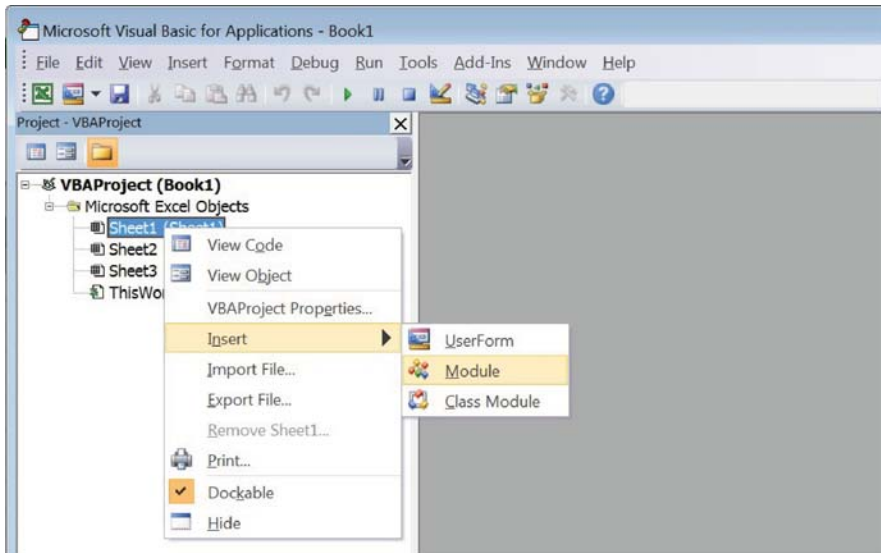 Microsoft Visual Basic for Applications - Book1
File Edit View Insert Format Debug Run Tools Add-Ins Window Help
Project - VBAProject
VBAProject (Book1)
Microsoft Excel Objects
Sheet1 (Sheet1)
Sheet2
Sheet3
ThisWo
View Code
View Object
VBAProject Properties...
Insert
Import File...
Export File...
Remove Sheet1...
Print...
Dockable
Hide
UserForm
Module
Class Module